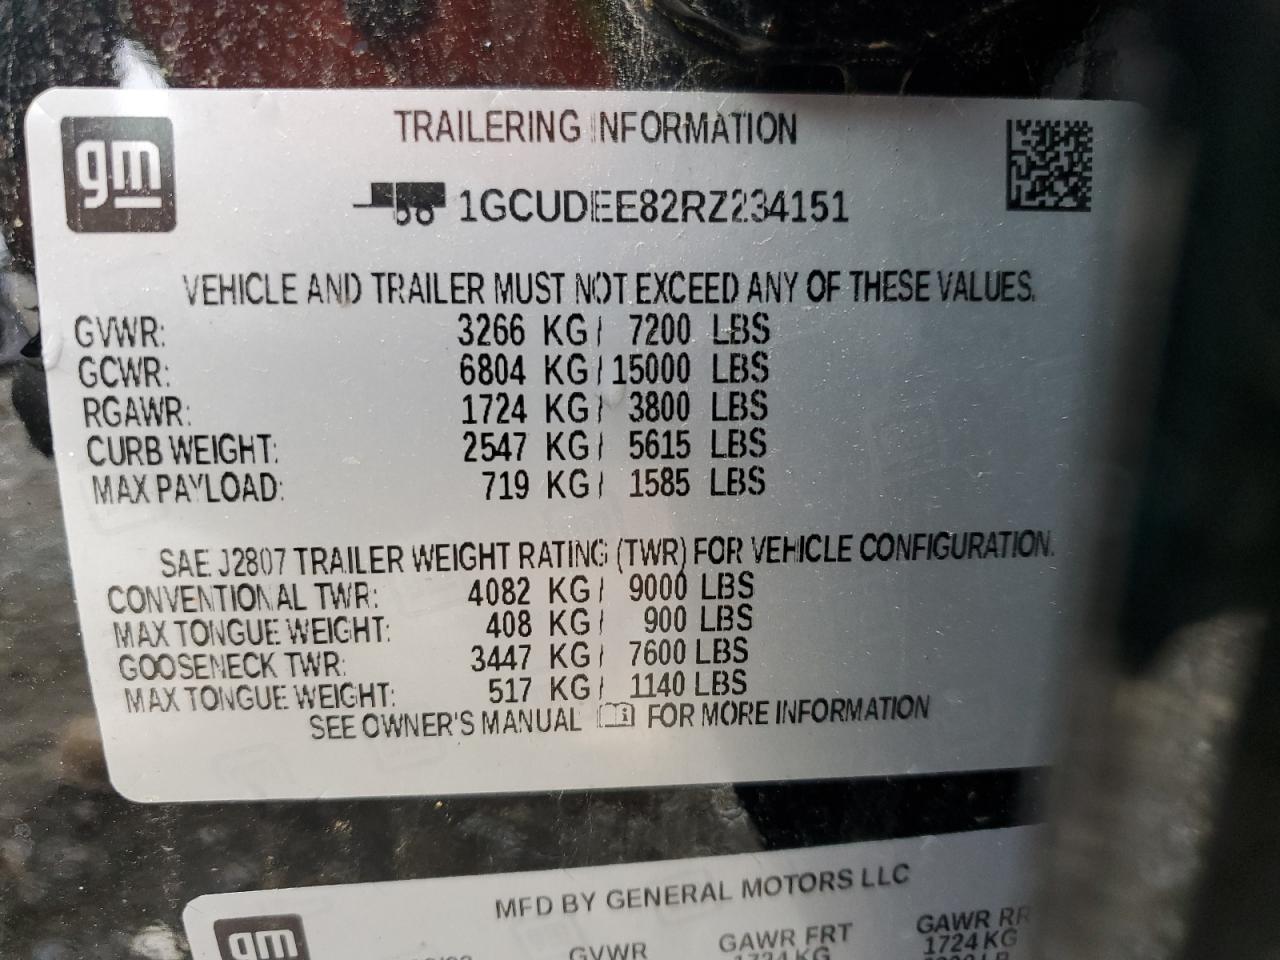 gm
TRAILERING INFORMATION
1GCUDEE82RZ234151
VEHICLE AND TRAILER MUST NOT EXCEED ANY OF THESE VALUES.
GVWR: 3266 KG / 7200 LBS
GCWR: 6804 KG / 15000 LBS
RGAWR: 1724 KG / 3800 LBS
CURB WEIGHT: 2547 KG / 5615 LBS
MAX PAYLOAD: 719 KG / 1585 LBS
SAE J2807 TRAILER WEIGHT RATING (TWR) FOR VEHICLE CONFIGURATION.
CONVENTIONAL TWR: 4082 KG / 9000 LBS
MAX TONGUE WEIGHT: 408 KG / 900 LBS
GOOSENECK TWR: 3447 KG / 7600 LBS
MAX TONGUE WEIGHT: 517 KG / 1140 LBS
SEE OWNER'S MANUAL FOR MORE INFORMATION
gm
MFD BY GENERAL MOTORS LLC
GVWR GAWR FRT GAWR RR
1724 KG 1724 KG